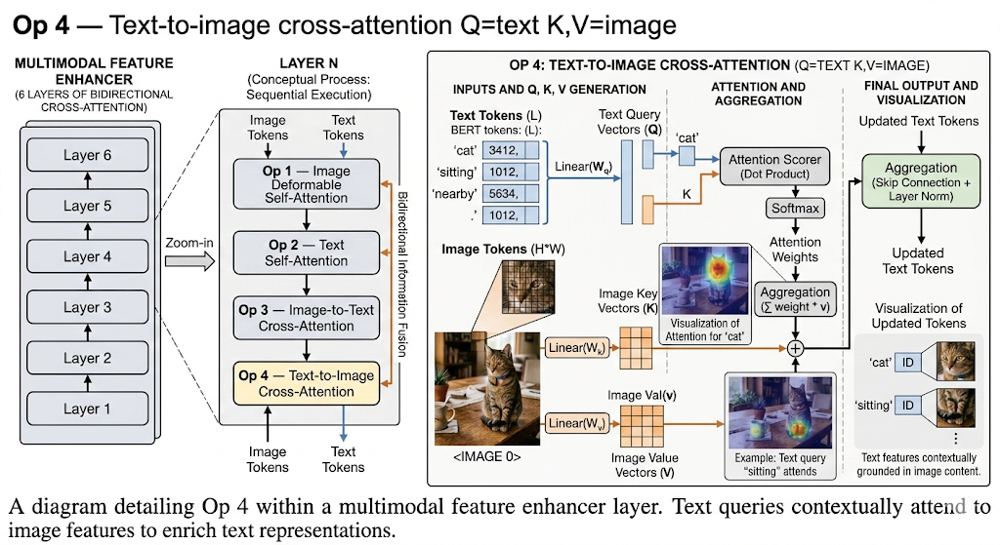 Op 4 — Text-to-image cross-attention Q=text K,V=image
MULTIMODAL FEATURE
ENHANCER
(6 LAYERS OF BIDIRECTIONAL
CROSS-ATTENTION)
Layer 6
Layer 5
Layer 4
Layer 3
Layer 2
Layer 1
Zoom-in
LAYER N
(Conceptual Process:
Sequential Execution)
Image
Tokens
Text
Tokens
Op 1 — Image
Deformable
Self-Attention
Op 2 — Text
Self-Attention
Op 3 — Image-to-Text
Cross-Attention
Op 4 — Text-to-Image
Cross-Attention
Bidirectional Information Fusion
Image
Tokens
Text
Tokens
OP 4: TEXT-TO-IMAGE CROSS-ATTENTION (Q=TEXT K,V=IMAGE)
INPUTS AND Q, K, V GENERATION
Text Tokens (L)
BERT tokens: (L):
'cat' 3412,
'sitting' 1012,
'nearby' 5634,
.' 1012,
Linear(Wq)
Text Query
Vectors (Q)
'cat'
K
Image Tokens (H*W)
<IMAGE 0>
Linear(Wk)
Image Key
Vectors (K)
Linear(Wv)
Image Val(v)
Image Value
Vectors (V)
ATTENTION AND
AGGREGATION
Attention Scorer
(Dot Product)
Softmax
Attention
Weights
Aggregation
(∑ weight * v)
Visualization of
Attention for 'cat'
+
Example: Text query
"sitting" attends
FINAL OUTPUT AND
VISUALIZATION
Updated Text Tokens
Aggregation
(Skip Connection +
Layer Norm)
Updated
Text Tokens
Visualization of
Updated Tokens
'cat' ID
'sitting' ID
⋮
Text features contextually
grounded in image content.
A diagram detailing Op 4 within a multimodal feature enhancer layer. Text queries contextually attend to
image features to enrich text representations.